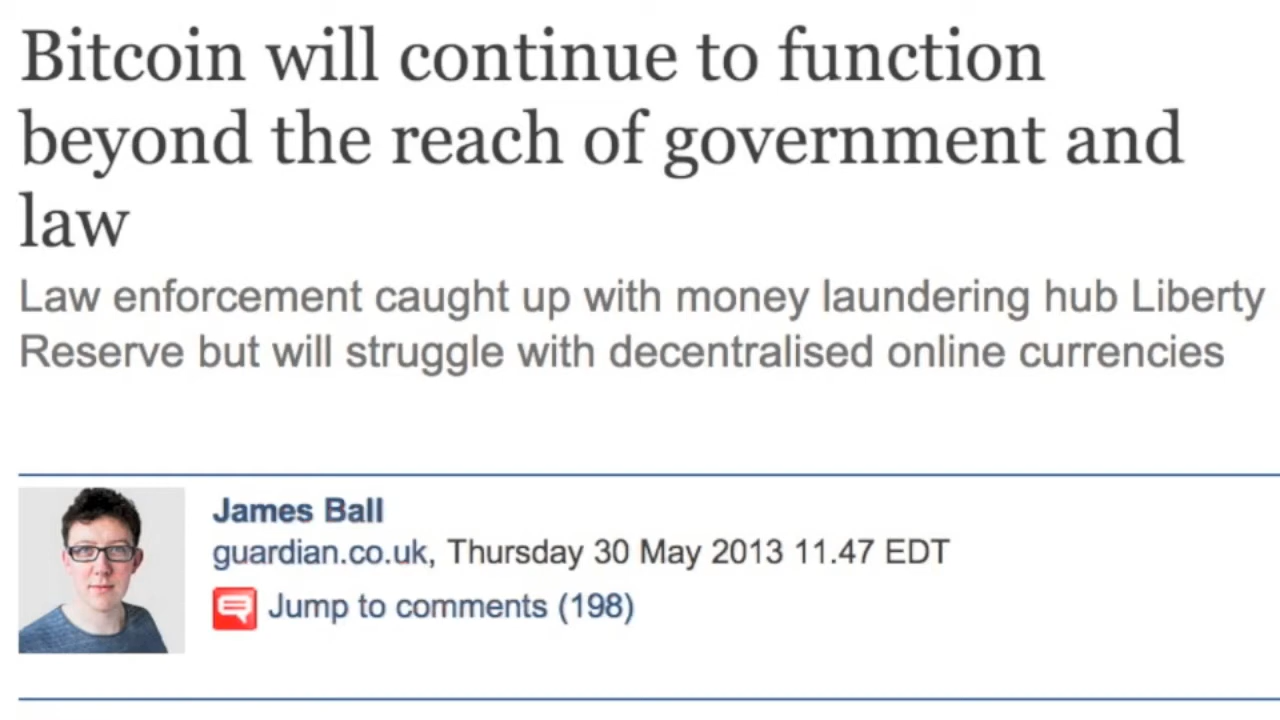 Bitcoin will continue to function
beyond the reach of government and
law
Law enforcement caught up with money laundering hub Liberty
Reserve but will struggle with decentralised online currencies
James Ball
guardian.co.uk, Thursday 30 May 2013 11.47 EDT
Jump to comments (198)